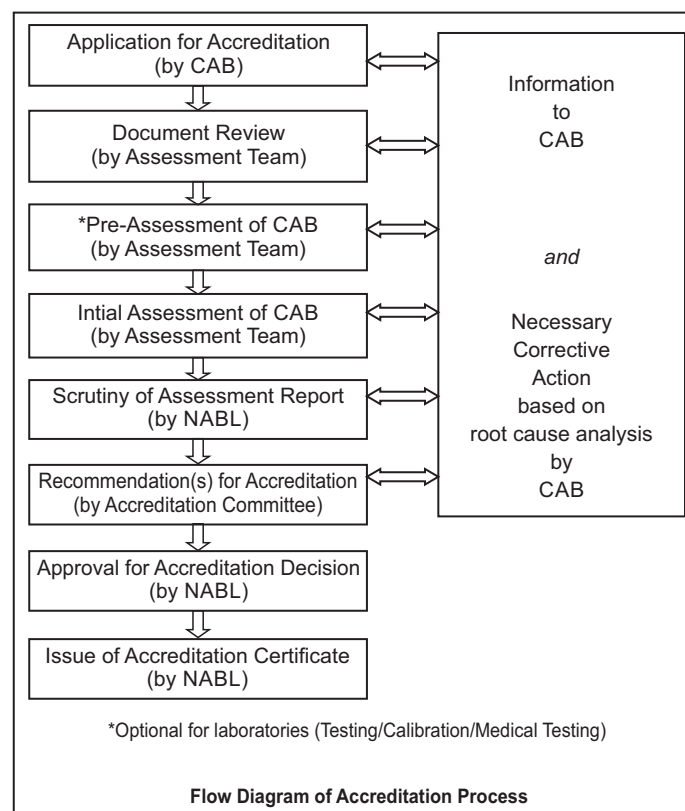 Application for Accreditation
(by CAB)
Document Review
(by Assessment Team)
*Pre-Assessment of CAB
(by Assessment Team)
Intial Assessment of CAB
(by Assessment Team)
Scrutiny of Assessment Report
(by NABL)
Recommendation(s) for Accreditation
(by Accreditation Committee)
Approval for Accreditation Decision
(by NABL)
Issue of Accreditation Certificate
(by NABL)
Information
to
CAB
and
Necessary
Corrective
Action
based on
root cause analysis
by
CAB
*Optional for laboratories (Testing/Calibration/Medical Testing)
Flow Diagram of Accreditation Process